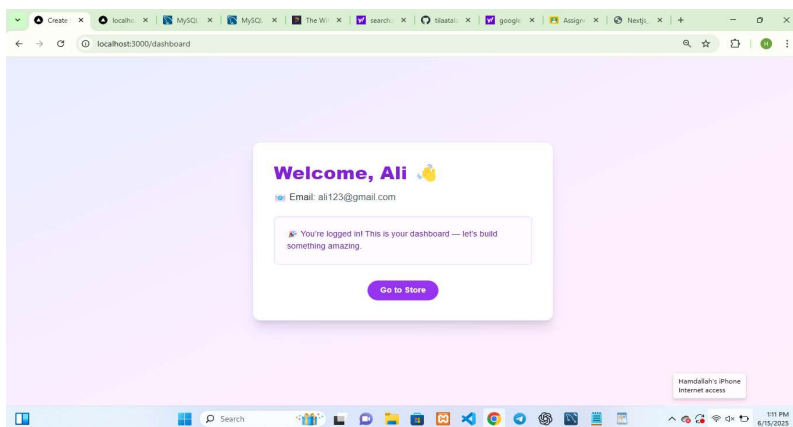 Create
localho
MySQL
MySQL
The Wi
search
tilaatal
google
Assign
Nextjs_
localhost:3000/dashboard
H
Welcome, Ali 👋
📧 Email: ali123@gmail.com
🎉 You're logged in! This is your dashboard — let's build
something amazing.
Go to Store
Hamdallah's iPhone
Internet access
Search
1:11 PM
6/15/2025